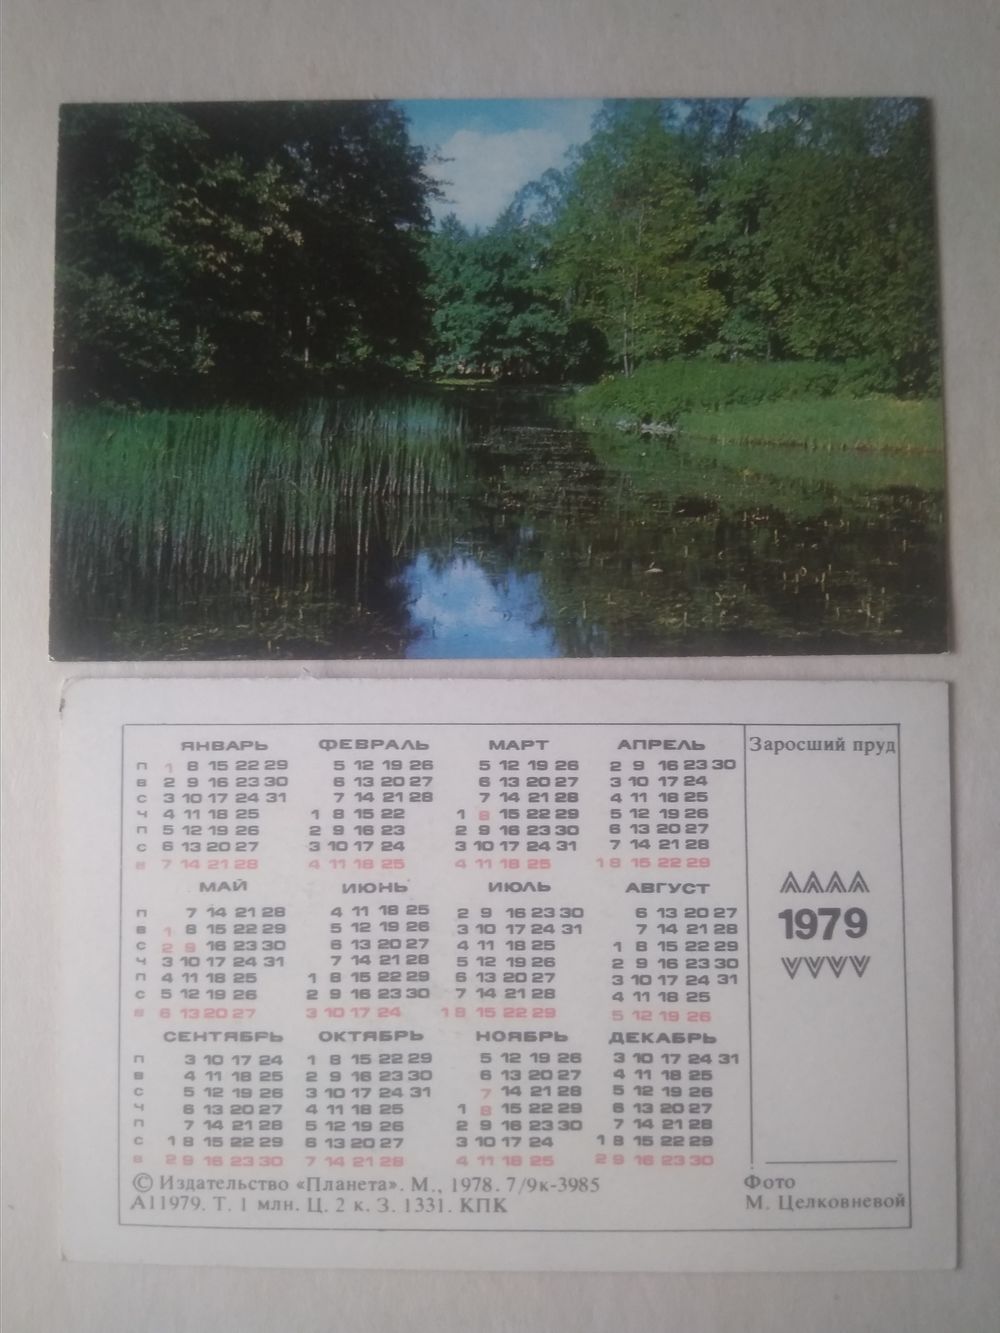 ЯНВАРЬ ФЕВРАЛЬ МАРТ АПРЕЛЬ
П 1 8 15 22 29 5 12 19 26 5 12 19 26 2 9 16 23 30
В 2 9 16 23 30 6 13 20 27 6 13 20 27 3 10 17 24
С 3 10 17 24 31 7 14 21 28 7 14 21 28 4 11 18 25
Ч 4 11 18 25 1 8 15 22 1 8 15 22 29 5 12 19 26
П 5 12 19 26 2 9 16 23 2 9 16 23 30 6 13 20 27
С 6 13 20 27 3 10 17 24 3 10 17 24 31 7 14 21 28
В 7 14 21 28 4 11 18 25 4 11 18 25 1 8 15 22 29
МАЙ ИЮНЬ ИЮЛЬ АВГУСТ
П 7 14 21 28 4 11 18 25 2 9 16 23 30 6 13 20 27
В 1 8 15 22 29 5 12 19 26 3 10 17 24 31 7 14 21 28
С 2 9 16 23 30 6 13 20 27 4 11 18 25 1 8 15 22 29
Ч 3 10 17 24 31 7 14 21 28 5 12 19 26 2 9 16 23 30
П 4 11 18 25 1 8 15 22 29 6 13 20 27 3 10 17 24 31
С 5 12 19 26 2 9 16 23 30 7 14 21 28 4 11 18 25
В 6 13 20 27 3 10 17 24 1 8 15 22 29 5 12 19 26
СЕНТЯБРЬ ОКТЯБРЬ НОЯБРЬ ДЕКАБРЬ
П 3 10 17 24 1 8 15 22 29 5 12 19 26 3 10 17 24 31
В 4 11 18 25 2 9 16 23 30 6 13 20 27 4 11 18 25
С 5 12 19 26 3 10 17 24 31 7 14 21 28 5 12 19 26
Ч 6 13 20 27 4 11 18 25 1 8 15 22 29 6 13 20 27
П 7 14 21 28 5 12 19 26 2 9 16 23 30 7 14 21 28
С 1 8 15 22 29 6 13 20 27 3 10 17 24 1 8 15 22 29
В 2 9 16 23 30 7 14 21 28 4 11 18 25 2 9 16 23 30
© Издательство «Планета». М., 1978. 7/9к-3985
А11979. Т. 1 млн. Ц. 2 к. З. 1331. КПК
Заросший пруд
1979
Фото
М. Целковневой